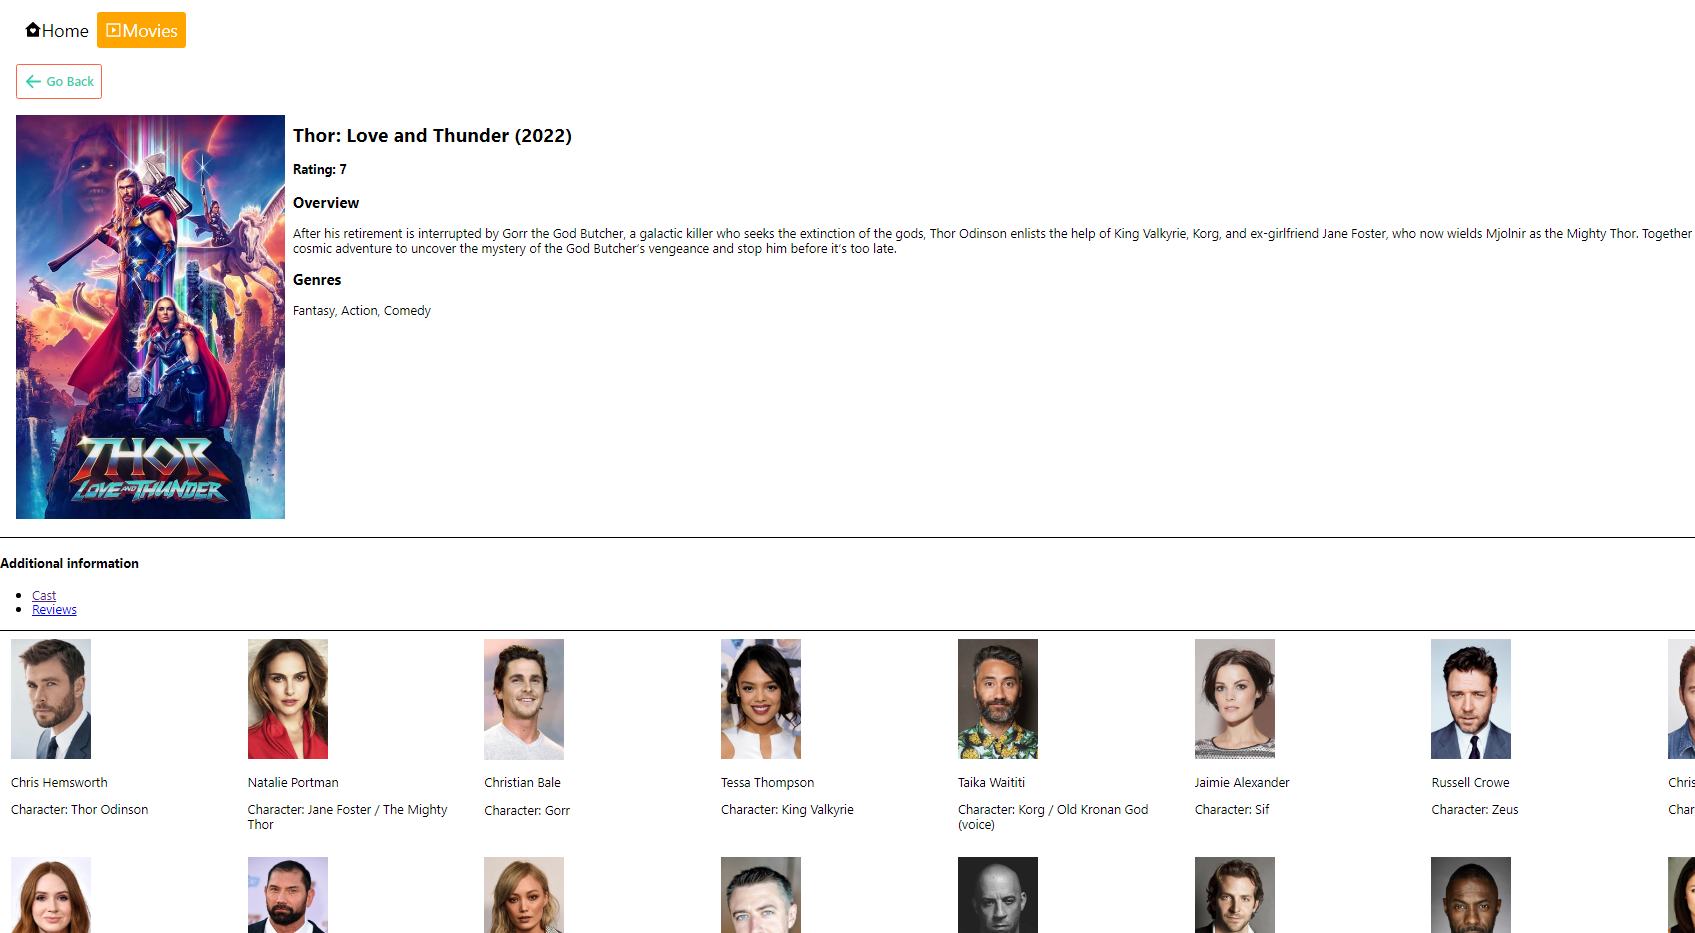 Home Movies
Go Back
Thor: Love and Thunder (2022)
Rating: 7
Overview
After his retirement is interrupted by Gorr the God Butcher, a galactic killer who seeks the extinction of the gods, Thor Odinson enlists the help of King Valkyrie, Korg, and ex-girlfriend Jane Foster, who now wields Mjolnir as the Mighty Thor. Together
cosmic adventure to uncover the mystery of the God Butcher's vengeance and stop him before it's too late.
Genres
Fantasy, Action, Comedy
THOR
LOVE AND THUNDER
Additional information
Cast
Reviews
Chris Hemsworth
Character: Thor Odinson
Natalie Portman
Character: Jane Foster / The Mighty
Thor
Christian Bale
Character: Gorr
Tessa Thompson
Character: King Valkyrie
Taika Waititi
Character: Korg / Old Kronan God
(voice)
Jaimie Alexander
Character: Sif
Russell Crowe
Character: Zeus
Chris
Char